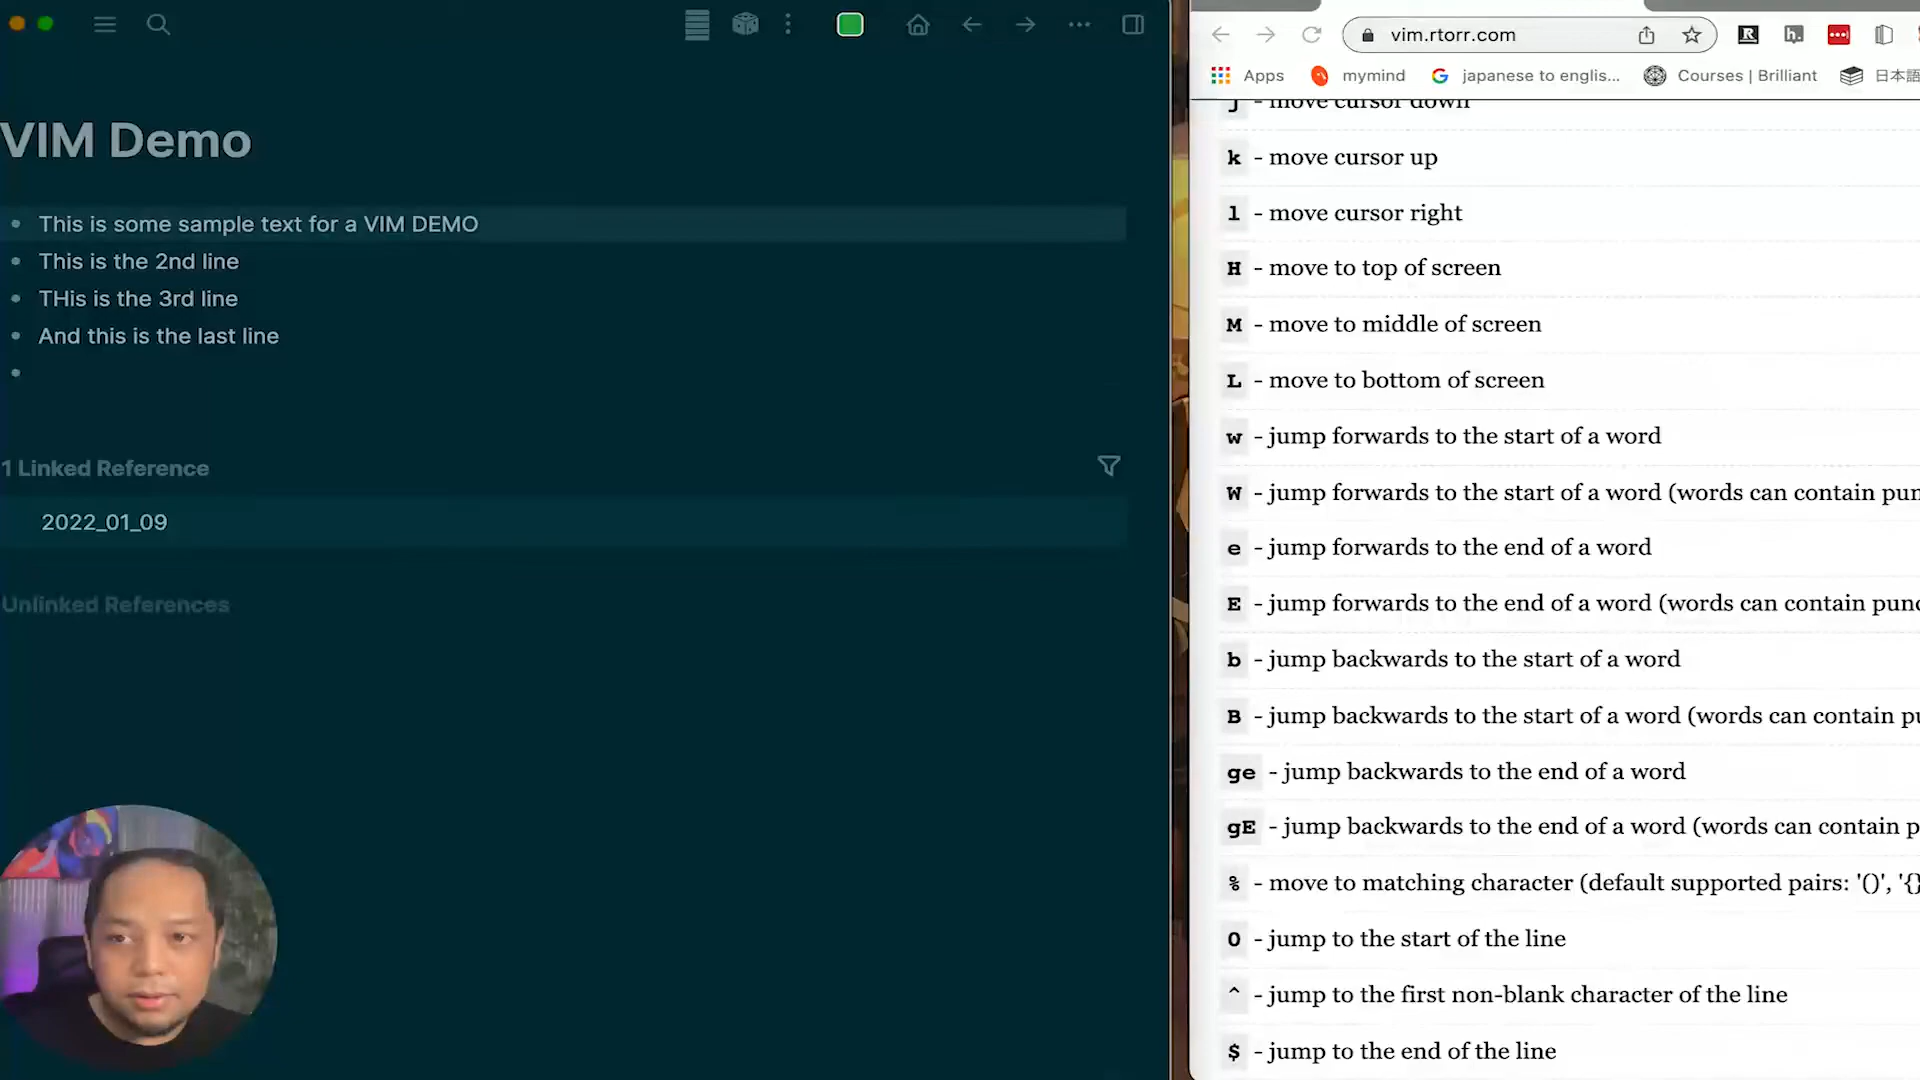 VIM Demo
This is some sample text for a VIM DEMO
This is the 2nd line
THis is the 3rd line
And this is the last line
1 Linked Reference
2022_01_09
Unlinked References
vim.rtorr.com
Apps
mymind
japanese to englis...
Courses | Brilliant
日本語
j - move cursor down
k - move cursor up
l - move cursor right
H - move to top of screen
M - move to middle of screen
L - move to bottom of screen
w - jump forwards to the start of a word
W - jump forwards to the start of a word (words can contain pun
e - jump forwards to the end of a word
E - jump forwards to the end of a word (words can contain punc
b - jump backwards to the start of a word
B - jump backwards to the start of a word (words can contain pu
ge - jump backwards to the end of a word
gE - jump backwards to the end of a word (words can contain p
% - move to matching character (default supported pairs: '()', '{}
0 - jump to the start of the line
^ - jump to the first non-blank character of the line
$ - jump to the end of the line